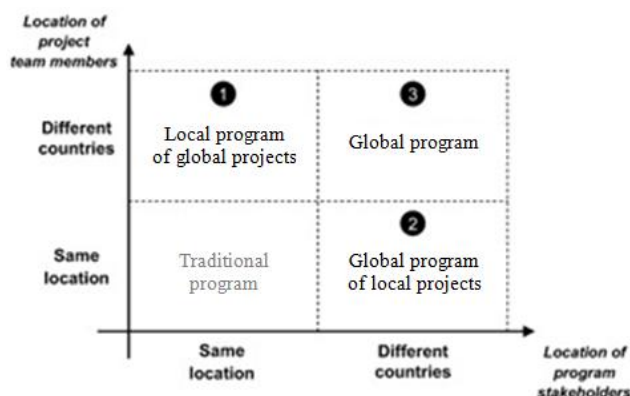 Location of
project
team members
1
3
Different
countries
Local program
of global projects
Global program
2
Same
location
Traditional
program
Global program
of local projects
Same
location
Different
countries
Location of
program
stakeholders